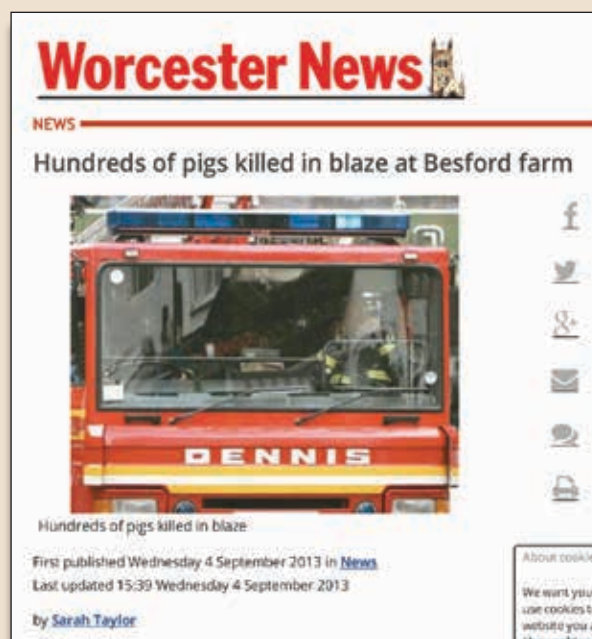 Worcester News
NEWS
Hundreds of pigs killed in blaze at Besford farm
DENNIS
Hundreds of pigs killed in blaze
First published Wednesday 4 September 2013 in News
Last updated 15:39 Wednesday 4 September 2013
by Sarah Taylor
About cookie
We want you
use cookies t
website you